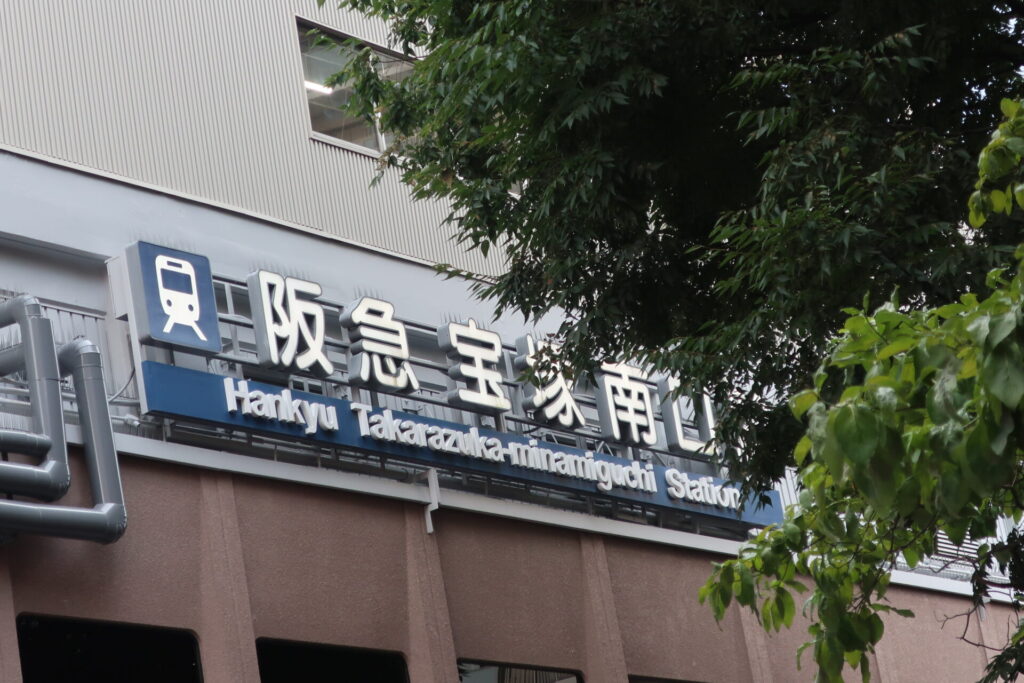 阪急宝塚南口
Hankyu Takarazuka-minamiguchi Station